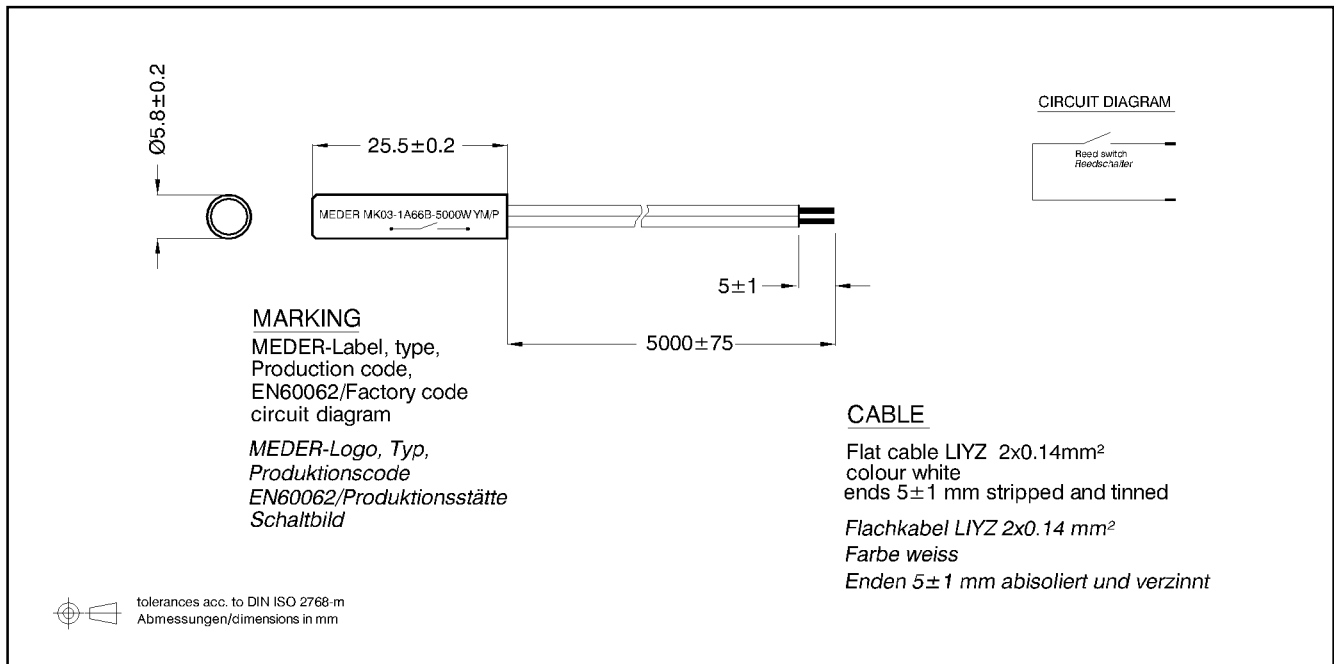 Ø5.8±0.2
25.5±0.2
MEDER MK03-1A66B-5000W YM/P
5±1
5000±75
CIRCUIT DIAGRAM
Reed switch
Reedschalter
MARKING
MEDER-Label, type,
Production code,
EN60062/Factory code
circuit diagram
MEDER-Logo, Typ,
Produktionscode
EN60062/Produktionsstätte
Schaltbild
CABLE
Flat cable LIYZ 2x0.14mm²
colour white
ends 5±1 mm stripped and tinned
Flachkabel LIYZ 2x0.14 mm²
Farbe weiss
Enden 5±1 mm abisoliert und verzinnt
tolerances acc. to DIN ISO 2768-m
Abmessungen/dimensions in mm